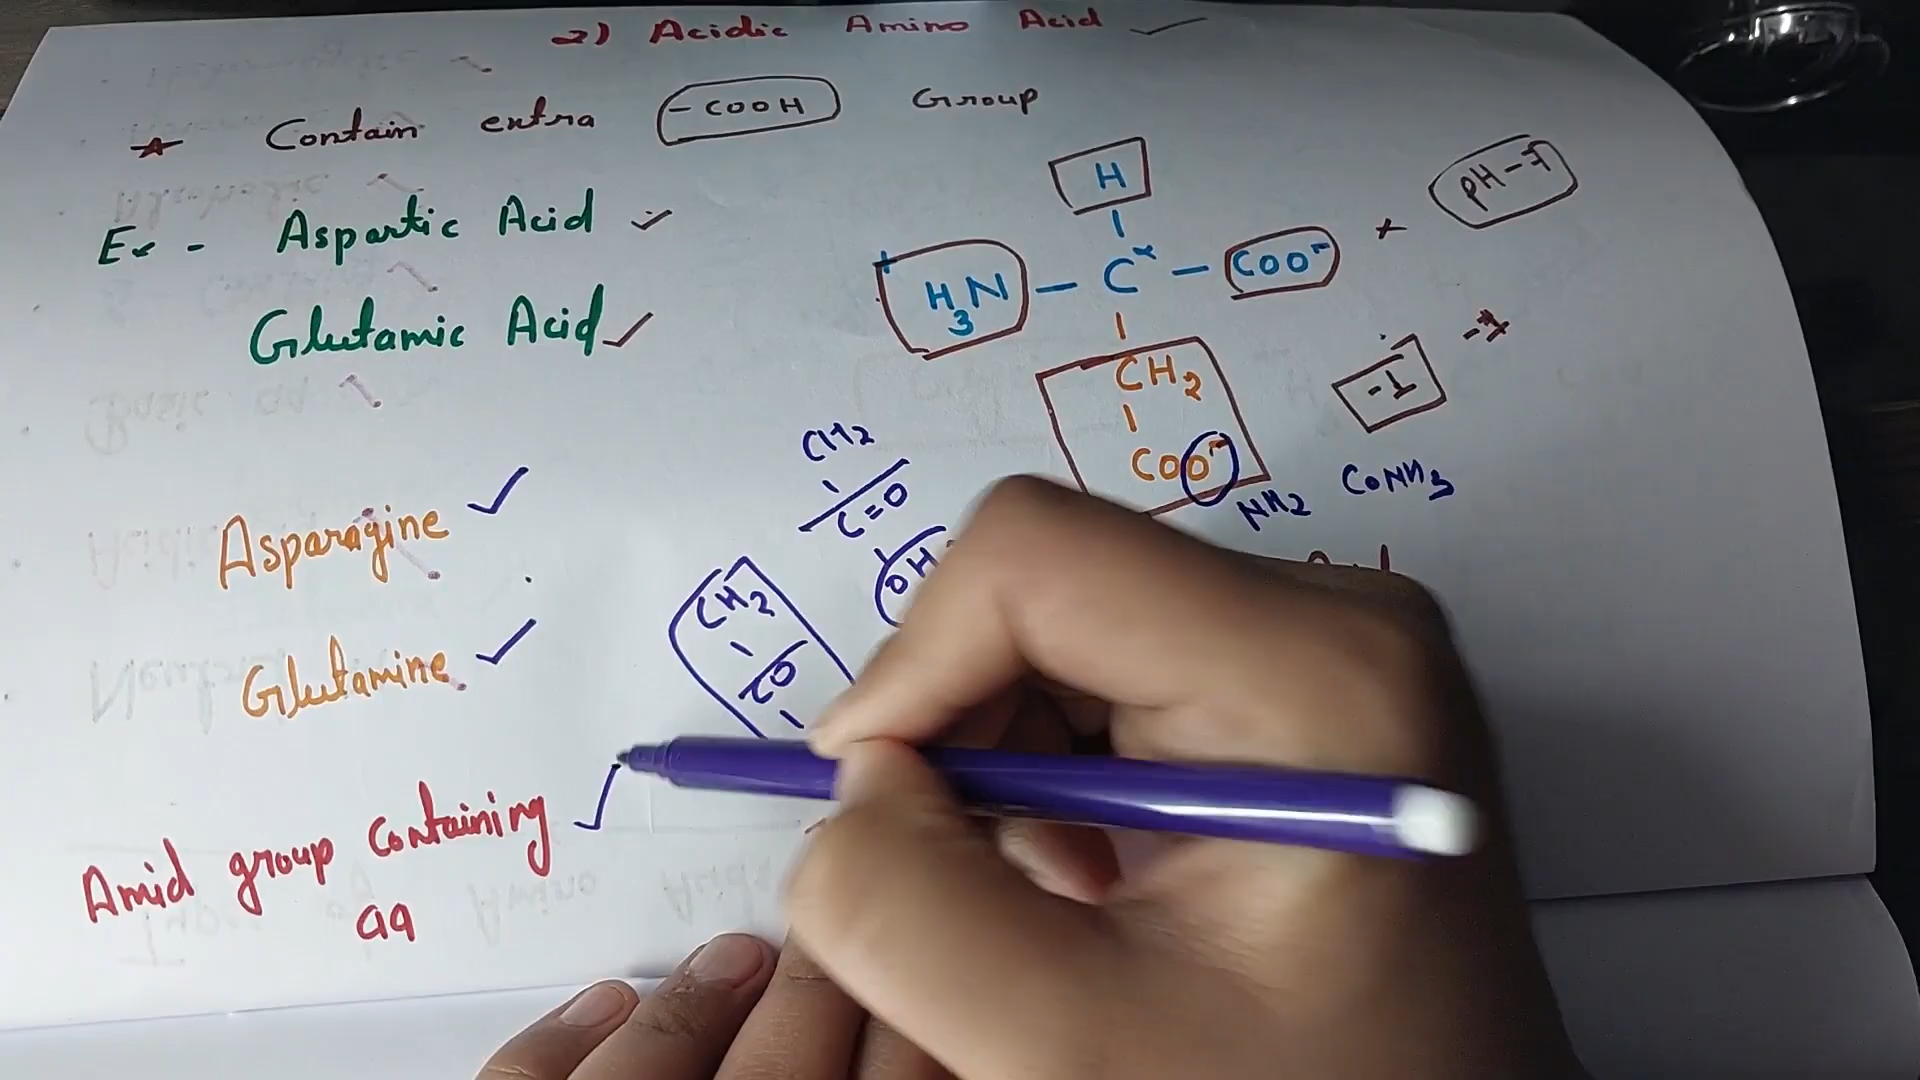 2) Acidic Amino Acid
Contain extra -COOH Group
Ex - Aspartic Acid
Glutamic Acid
H
pH-7
+
H3N - C* - COO-
CH2
COO-
-1
NH2
CONH3
CH2
C=O
OH
CH2
CO
Asparagine
Glutamine
Amid group containing
aa